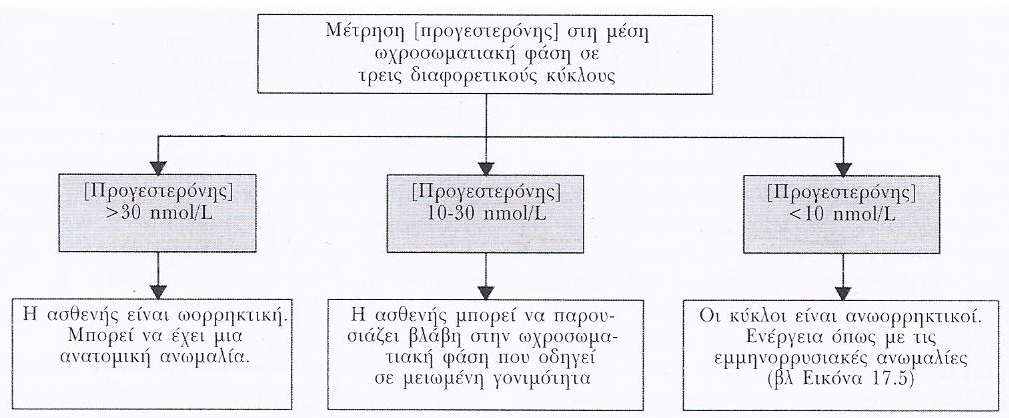 Μέτρηση [προγεστερόνης] στη μέση
ωχροσωματιακή φάση σε
τρεις διαφορετικούς κύκλους
[Προγεστερόνης]
>30 nmol/L
[Προγεστερόνης]
10-30 nmol/L
[Προγεστερόνης]
<10 nmol/L
Η ασθενής είναι ωορρηκτική.
Μπορεί να έχει μια
ανατομική ανωμαλία.
Η ασθενής μπορεί να παρου-
σιάζει βλάβη στην ωχροσωμα-
τιακή φάση που οδηγεί
σε μειωμένη γονιμότητα
Οι κύκλοι είναι ανωορρηκτικοί.
Ενέργεια όπως με τις
εμμηνορρυσιακές ανωμαλίες
(βλ Εικόνα 17.5)